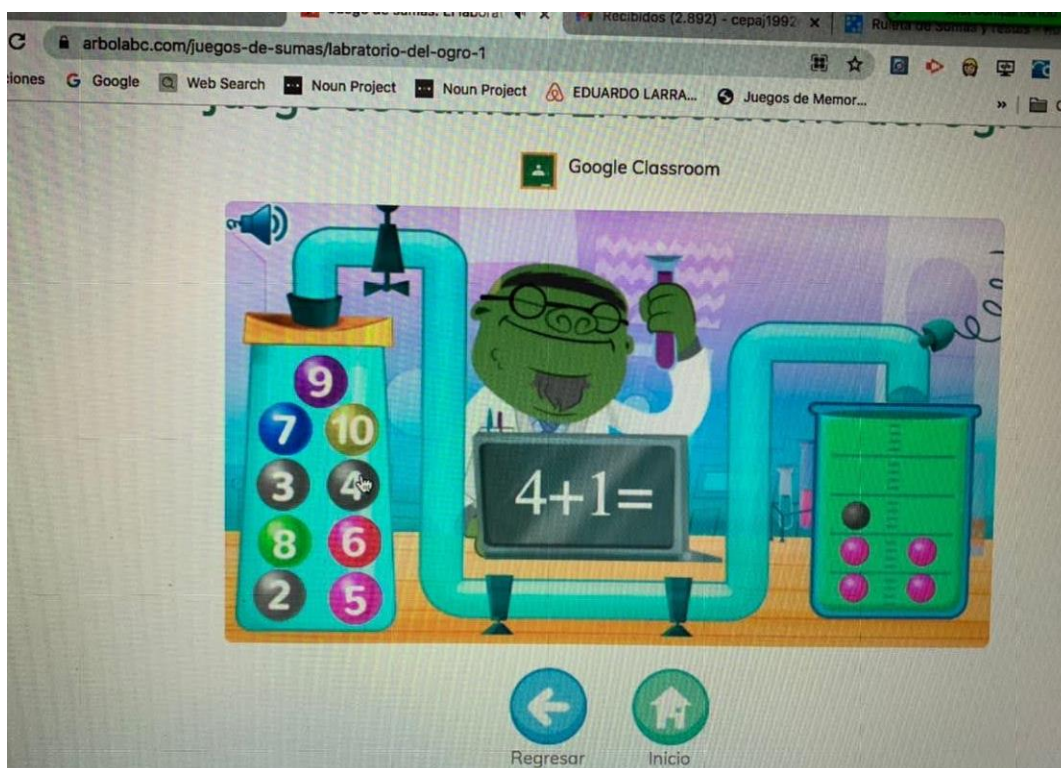 Recibidos (2.892) - cepaj1992
arbolabc.com/juegos-de-sumas/labratorio-del-ogro-1
iones Google Web Search Noun Project Noun Project EDUARDO LARRA... Juegos de Memor...
Google Classroom
9
7 10
3 4
8 6
2 5
4+1=
Regresar Inicio